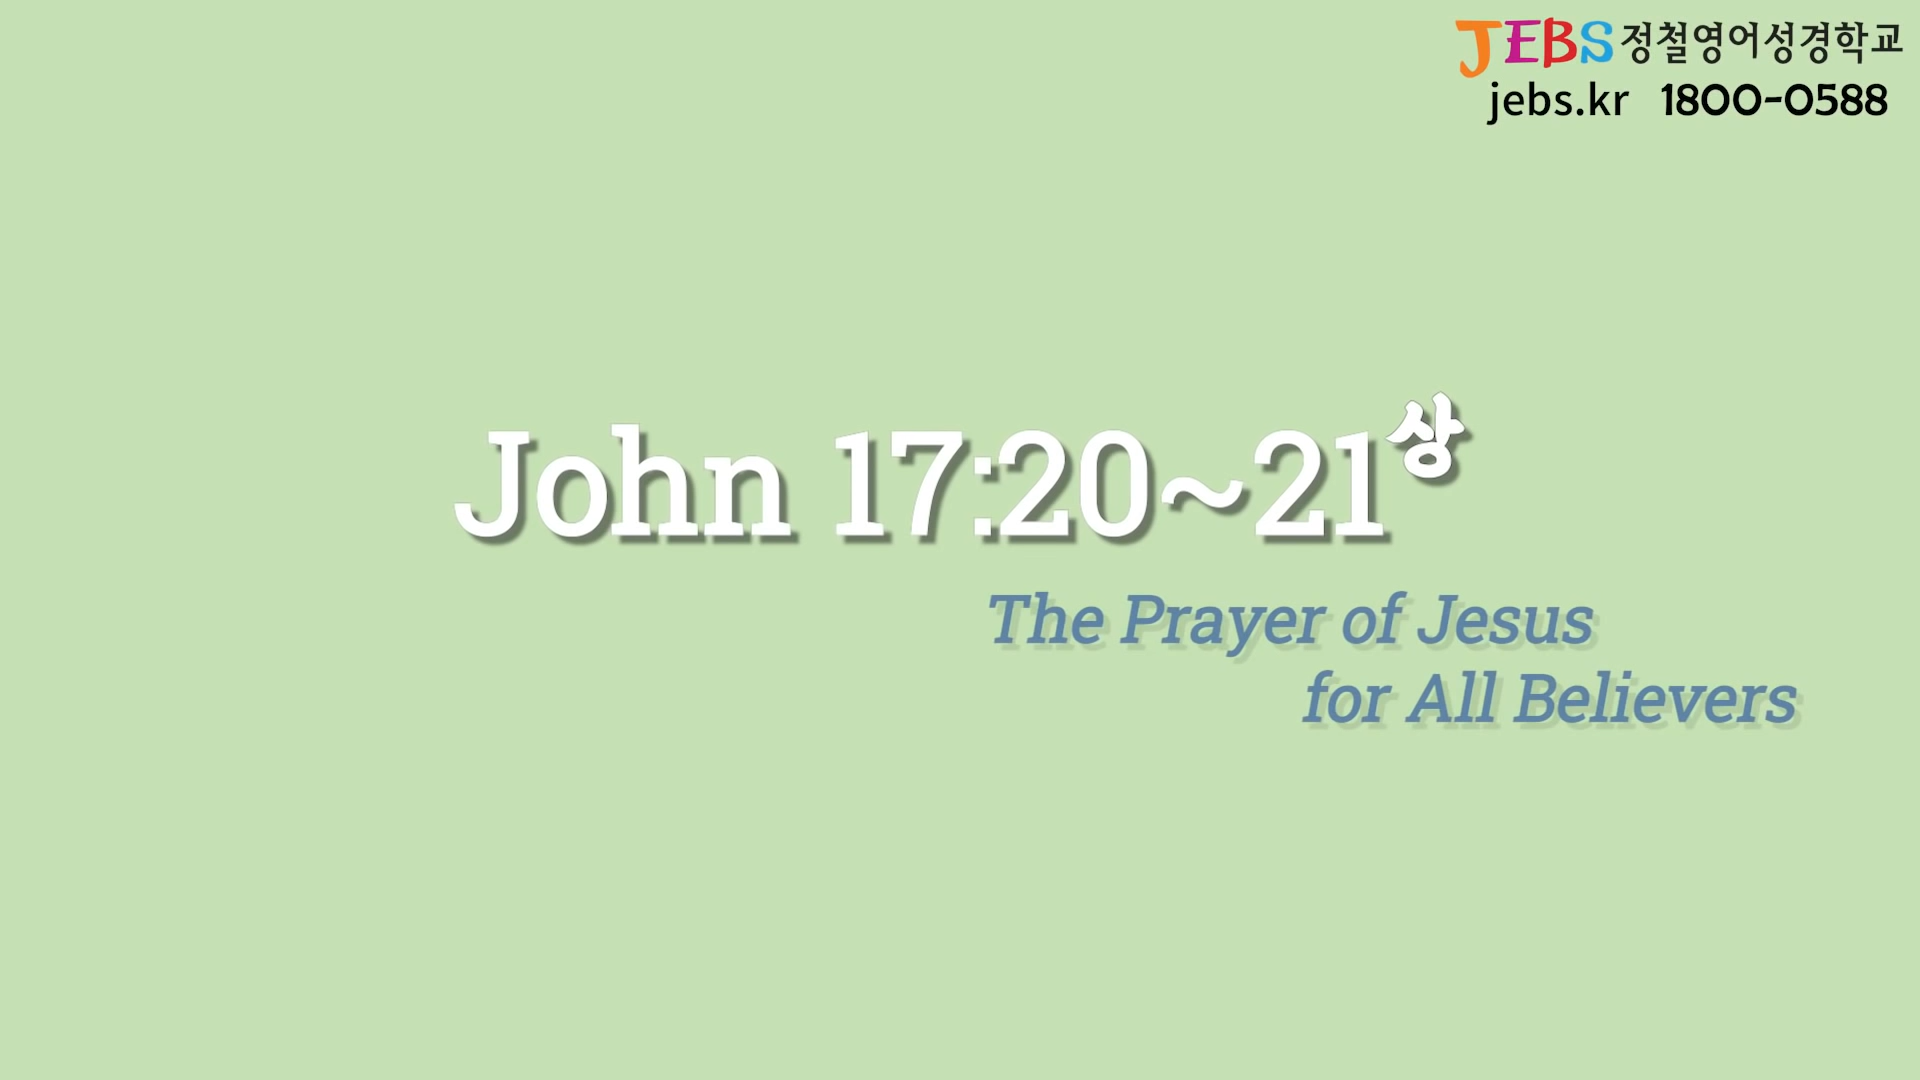 JEBS 정철영어성경학교
jebs.kr 1800-0588
John 17:20~21상
The Prayer of Jesus
for All Believers